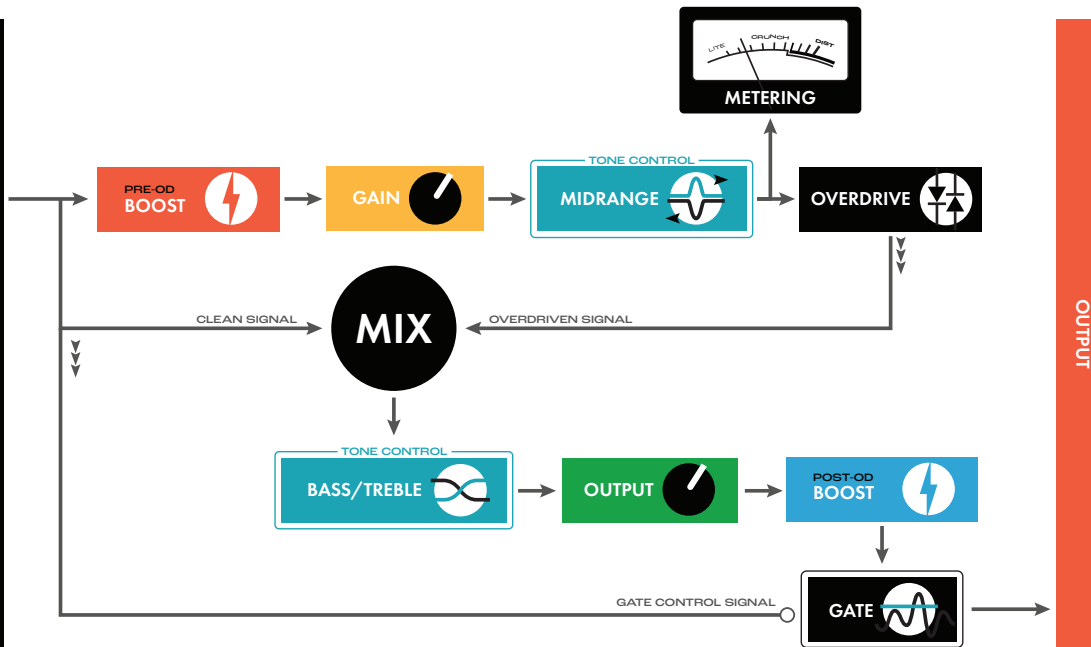 LITE CRUNCH DIST
METERING
TONE CONTROL
PRE-OD
BOOST
GAIN
MIDRANGE
OVERDRIVE
CLEAN SIGNAL
MIX
OVERDRIVEN SIGNAL
OUTPUT
TONE CONTROL
BASS/TREBLE
OUTPUT
POST-OD
BOOST
GATE CONTROL SIGNAL
GATE